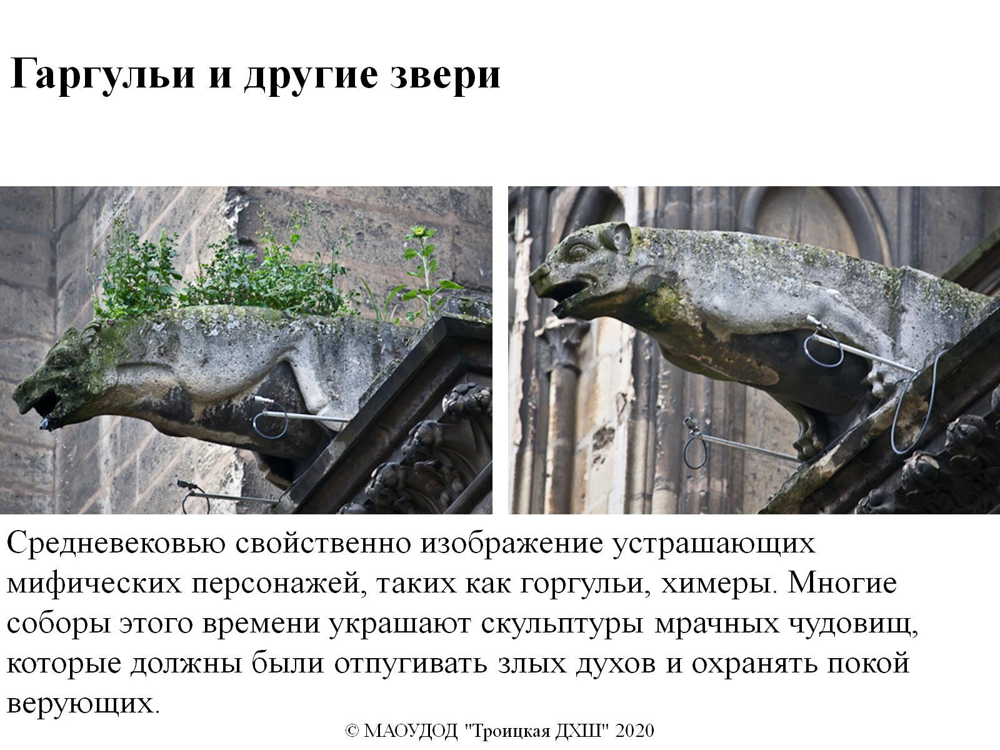 Гаргульи и другие звери
Средневековью свойственно изображение устрашающих
мифических персонажей, таких как горгульи, химеры. Многие
соборы этого времени украшают скульптуры мрачных чудовищ,
которые должны были отпугивать злых духов и охранять покой
верующих.
© МАОУДОД "Троицкая ДХШ" 2020